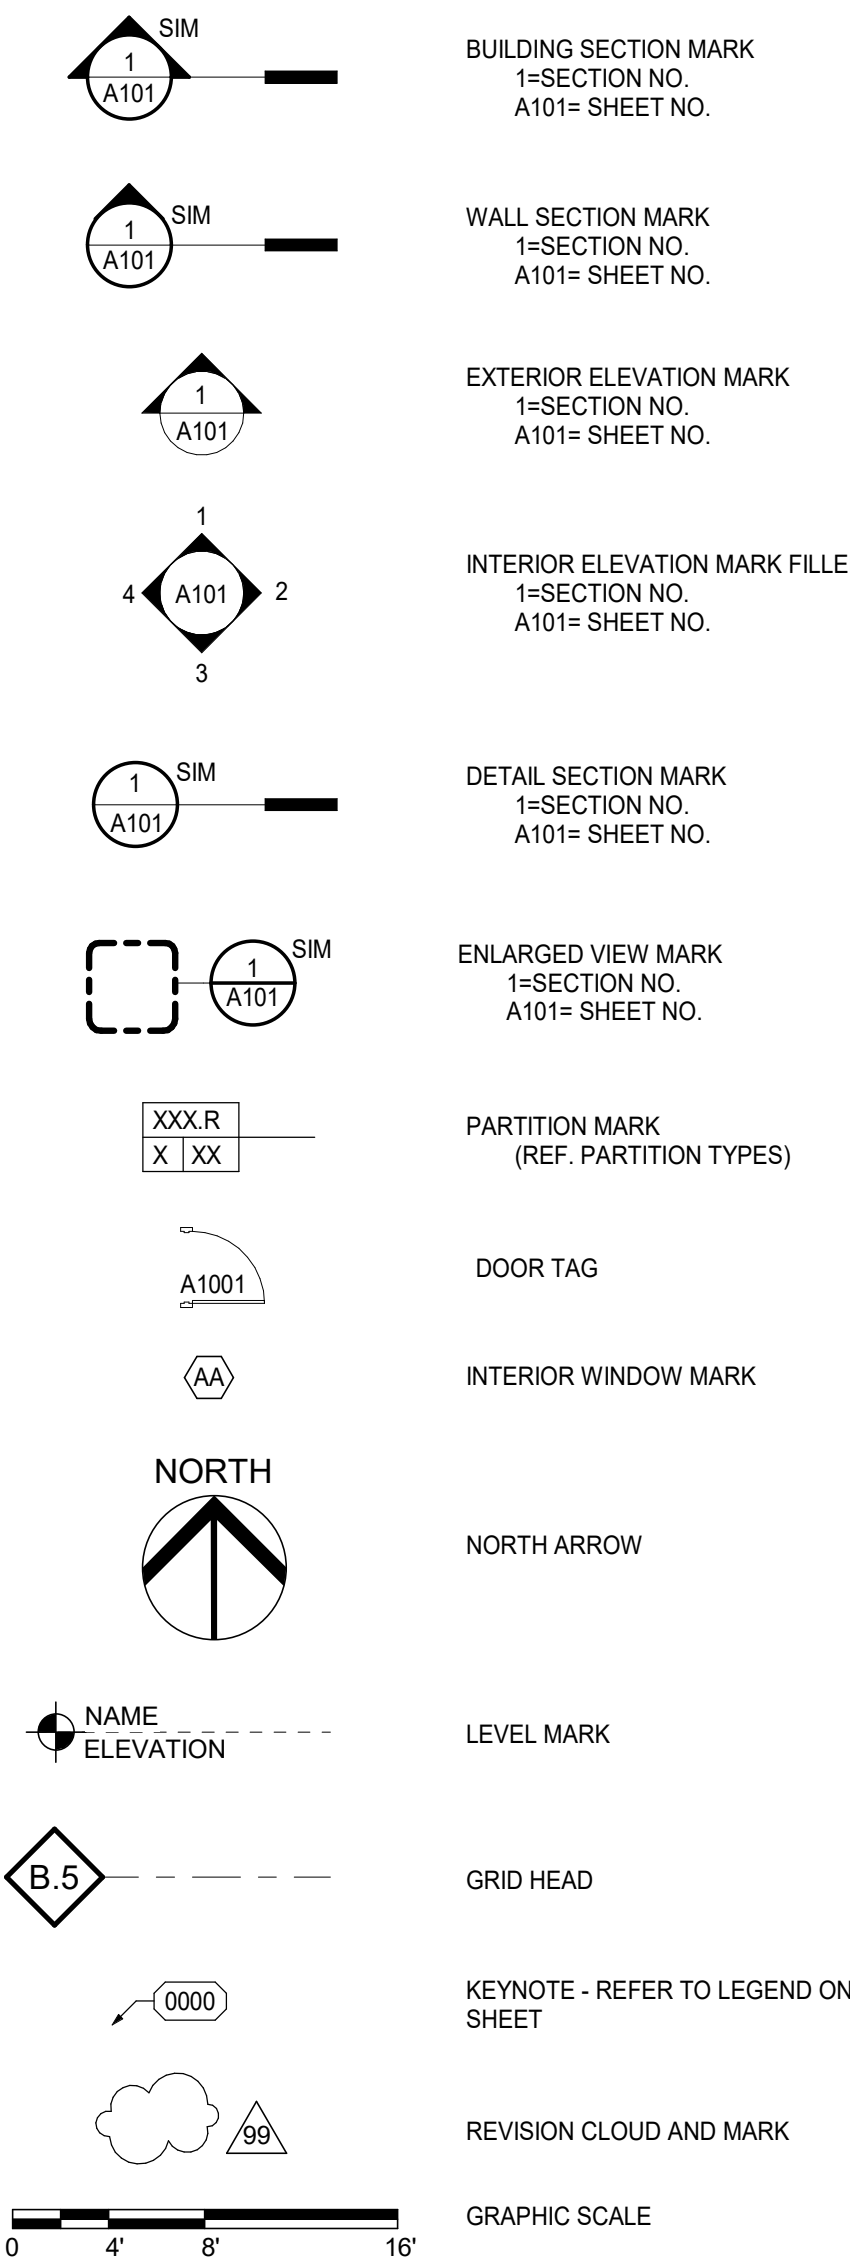 SIM
1
A101
BUILDING SECTION MARK
1=SECTION NO.
A101= SHEET NO.
SIM
1
A101
WALL SECTION MARK
1=SECTION NO.
A101= SHEET NO.
1
A101
EXTERIOR ELEVATION MARK
1=SECTION NO.
A101= SHEET NO.
1
4 A101 2
3
INTERIOR ELEVATION MARK FILLE
1=SECTION NO.
A101= SHEET NO.
SIM
1
A101
DETAIL SECTION MARK
1=SECTION NO.
A101= SHEET NO.
SIM
1
A101
ENLARGED VIEW MARK
1=SECTION NO.
A101= SHEET NO.
XXX.R
X XX
PARTITION MARK
(REF. PARTITION TYPES)
A1001
DOOR TAG
AA
INTERIOR WINDOW MARK
NORTH
NORTH ARROW
NAME
ELEVATION
LEVEL MARK
B.5
GRID HEAD
0000
KEYNOTE - REFER TO LEGEND ON
SHEET
99
REVISION CLOUD AND MARK
GRAPHIC SCALE
0 4' 8' 16'